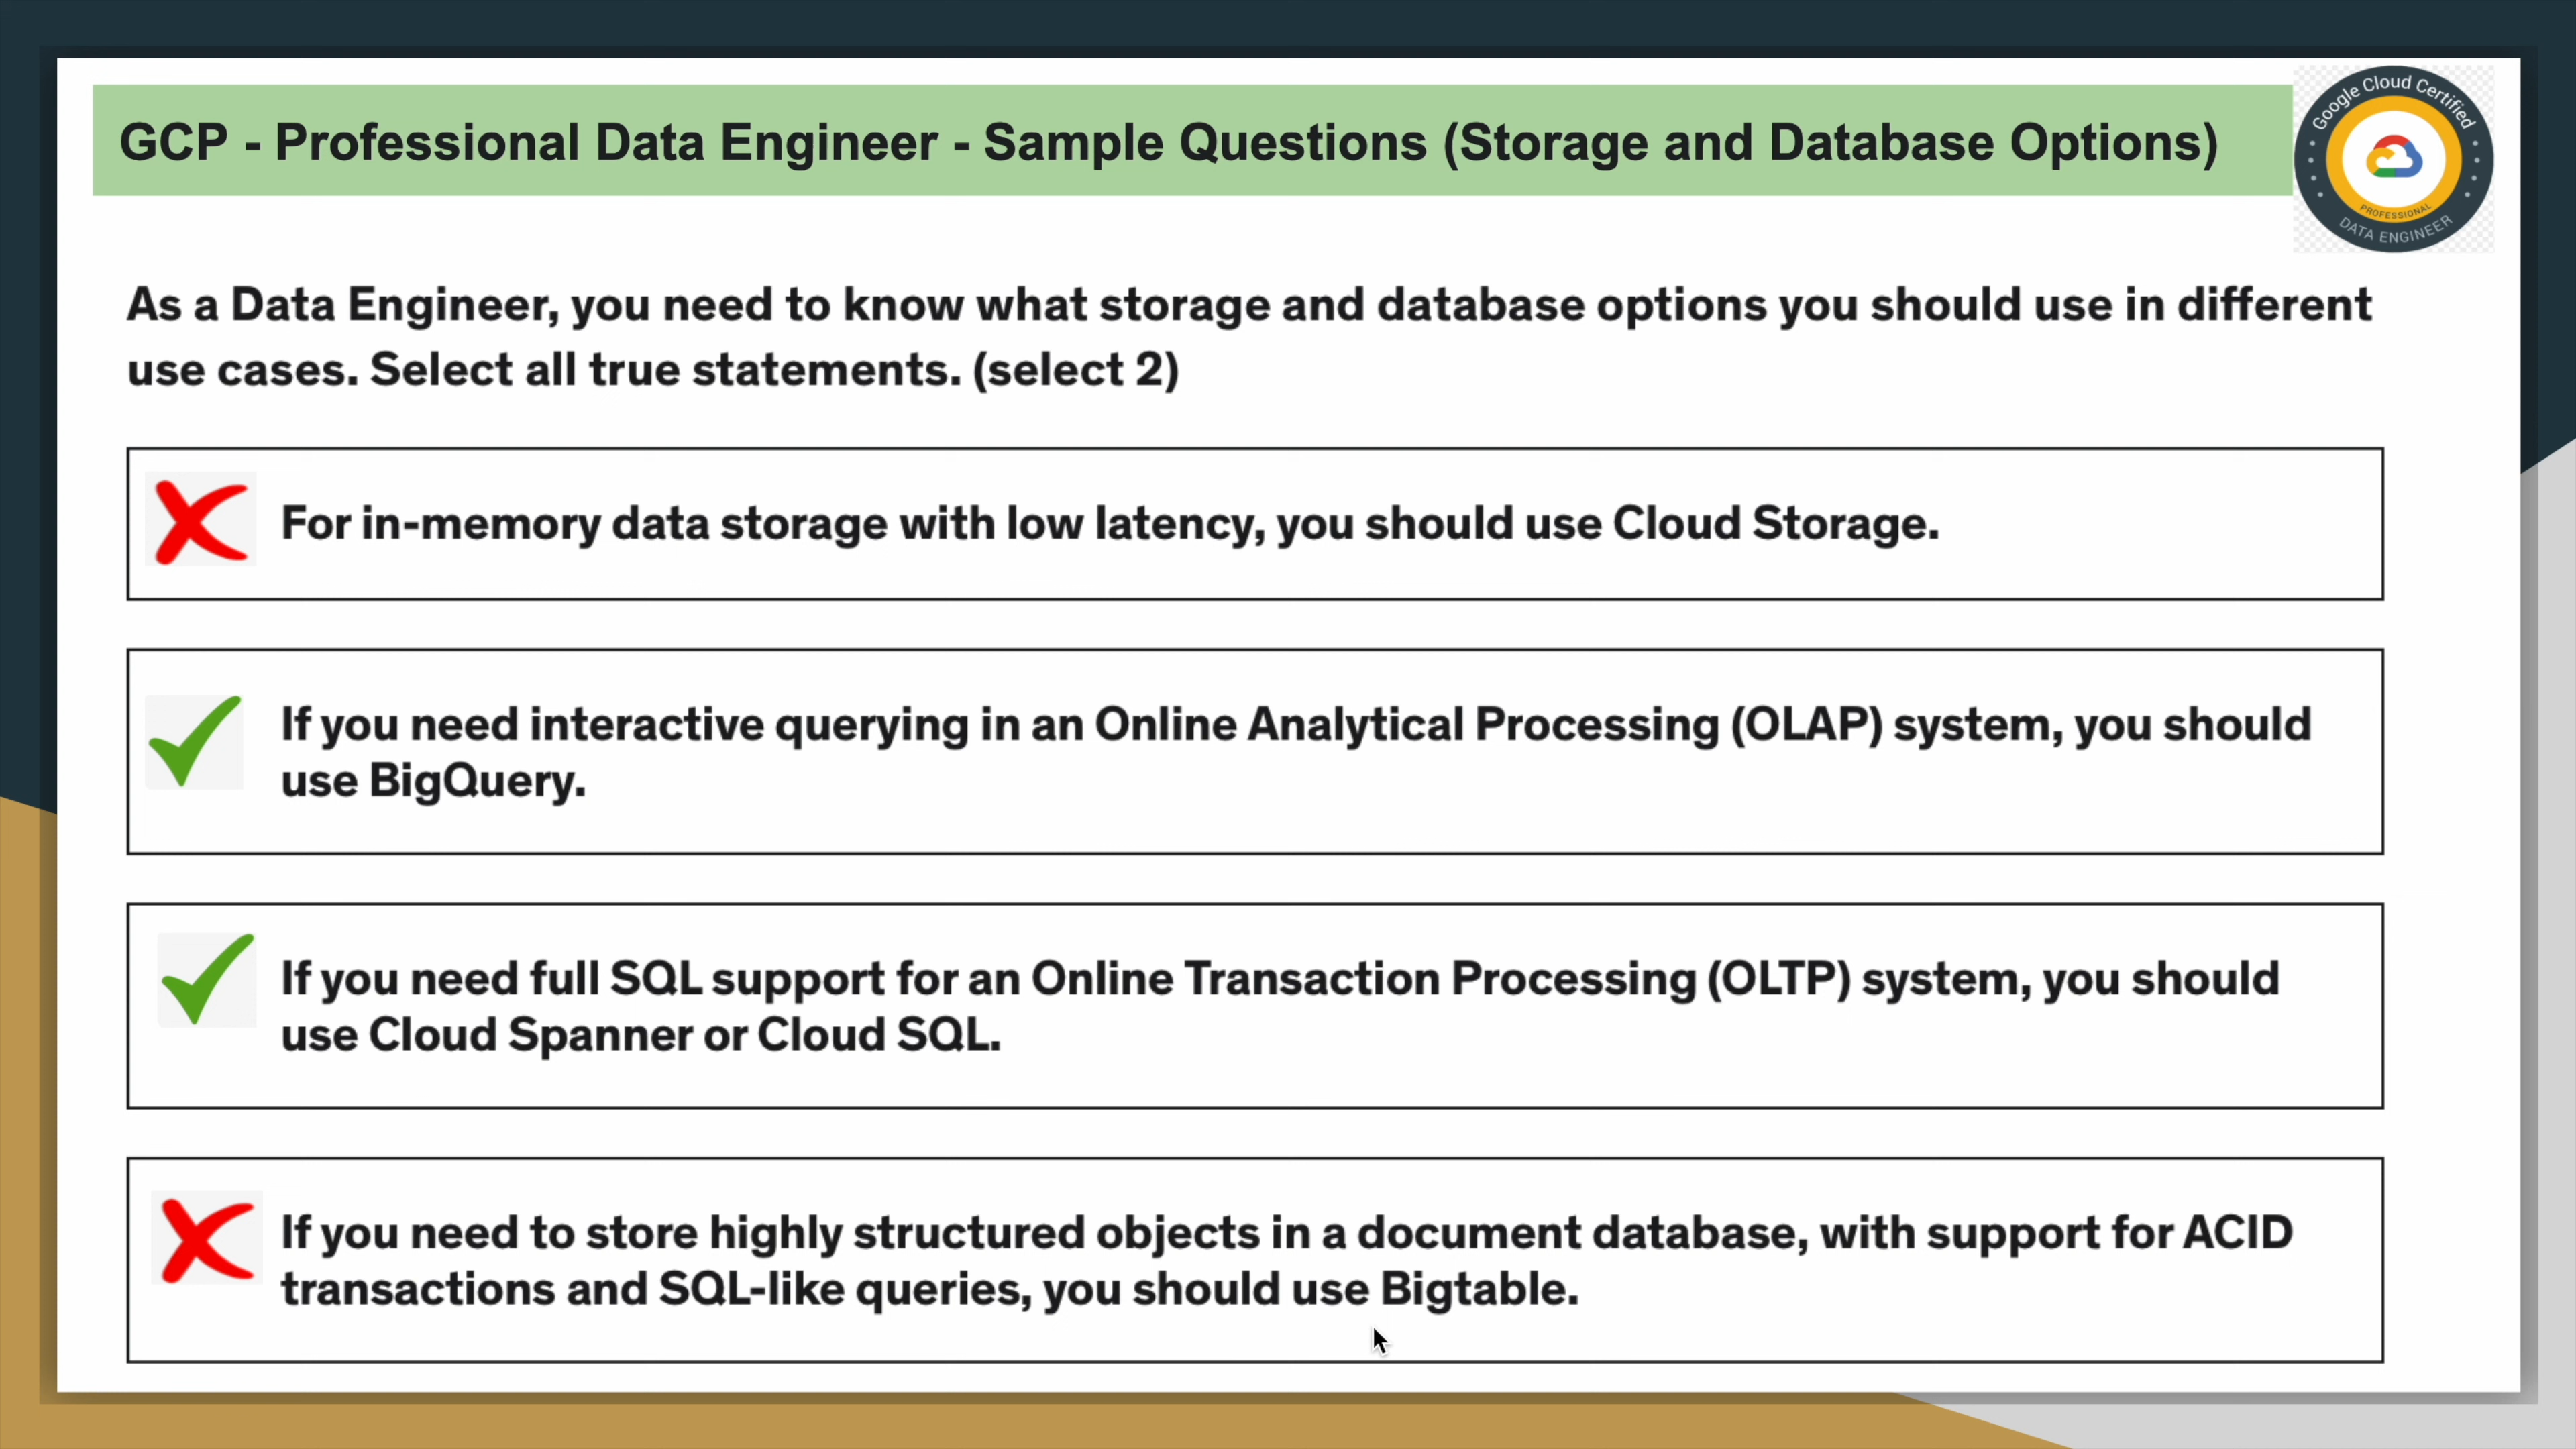 GCP - Professional Data Engineer - Sample Questions (Storage and Database Options)
Google Cloud Certified
PROFESSIONAL
DATA ENGINEER
As a Data Engineer, you need to know what storage and database options you should use in different
use cases. Select all true statements. (select 2)
For in-memory data storage with low latency, you should use Cloud Storage.
If you need interactive querying in an Online Analytical Processing (OLAP) system, you should
use BigQuery.
If you need full SQL support for an Online Transaction Processing (OLTP) system, you should
use Cloud Spanner or Cloud SQL.
If you need to store highly structured objects in a document database, with support for ACID
transactions and SQL-like queries, you should use Bigtable.